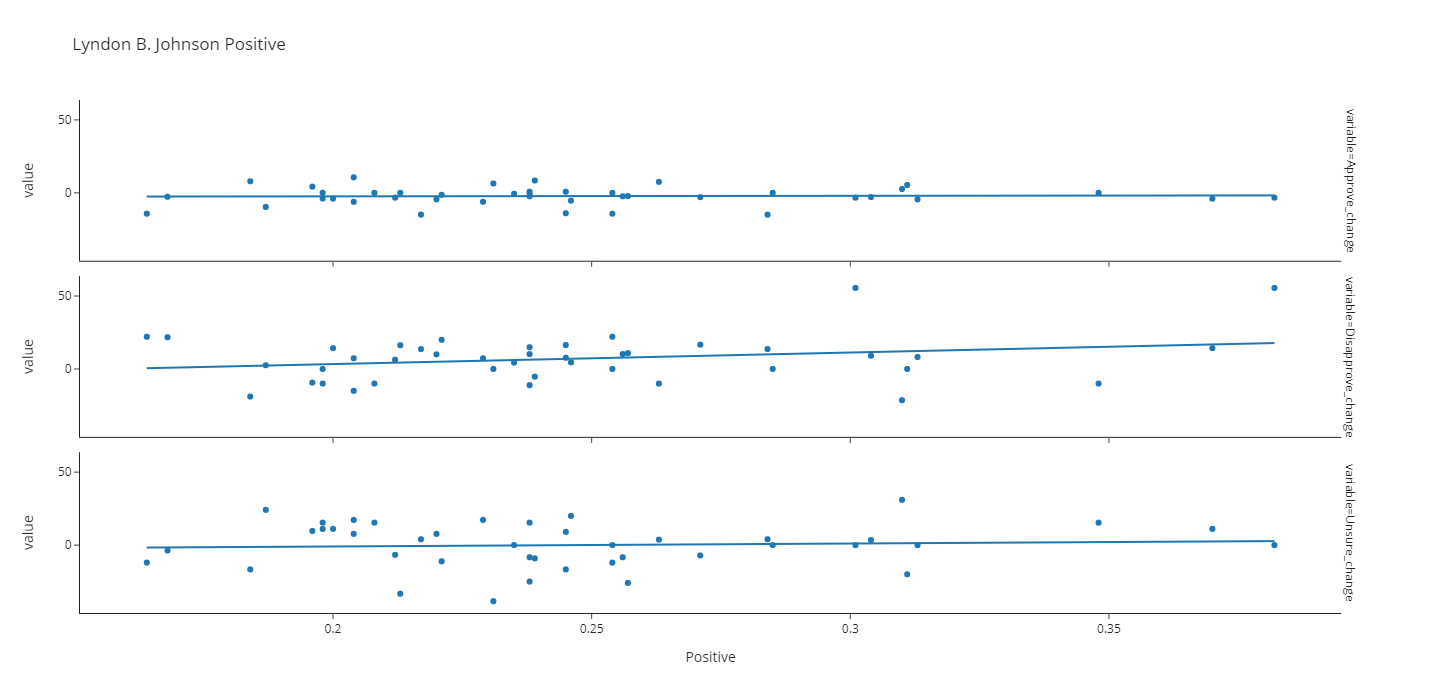 Lyndon B. Johnson Positive
50
0
value
variable=Approve_change
50
0
value
variable=Disapprove_change
50
0
value
variable=Unsure_change
0.2
0.25
0.3
0.35
Positive